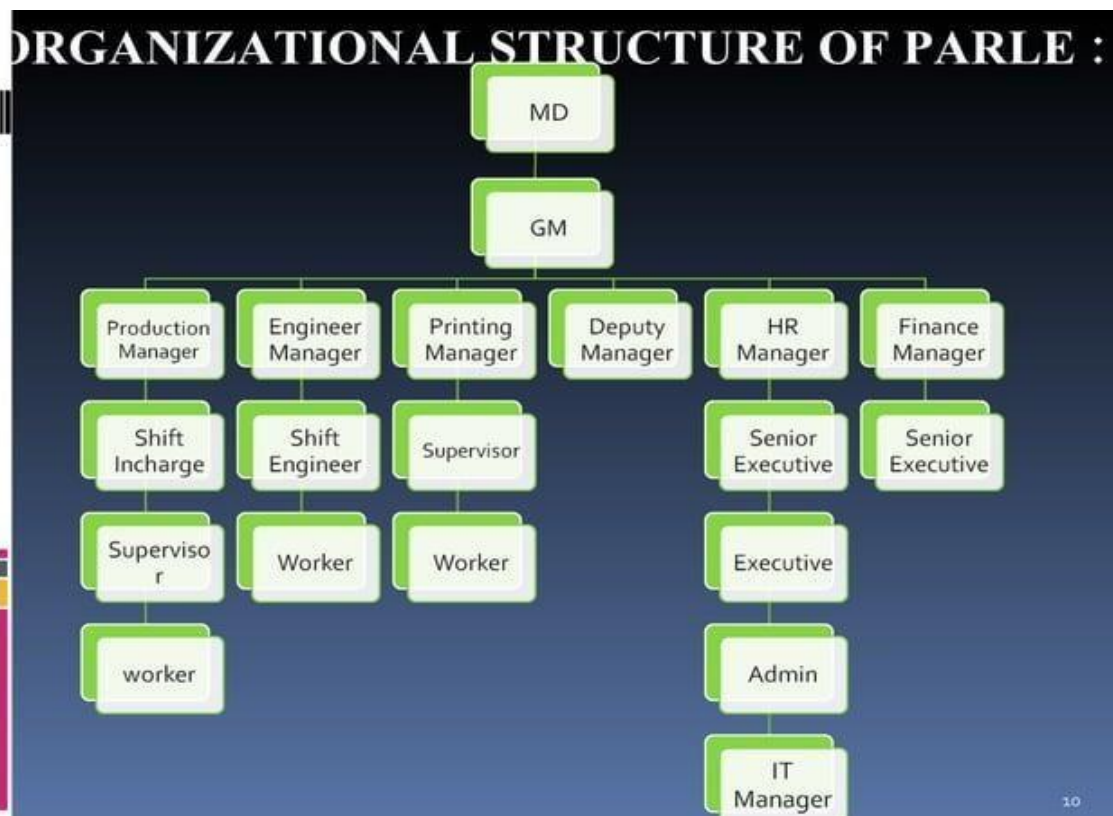 ORGANIZATIONAL STRUCTURE OF PARLE :
MD
GM
Production
Manager
Engineer
Manager
Printing
Manager
Deputy
Manager
HR
Manager
Finance
Manager
Shift
Incharge
Shift
Engineer
Supervisor
Senior
Executive
Senior
Executive
Superviso
r
Worker
Worker
Executive
worker
Admin
IT
Manager
10